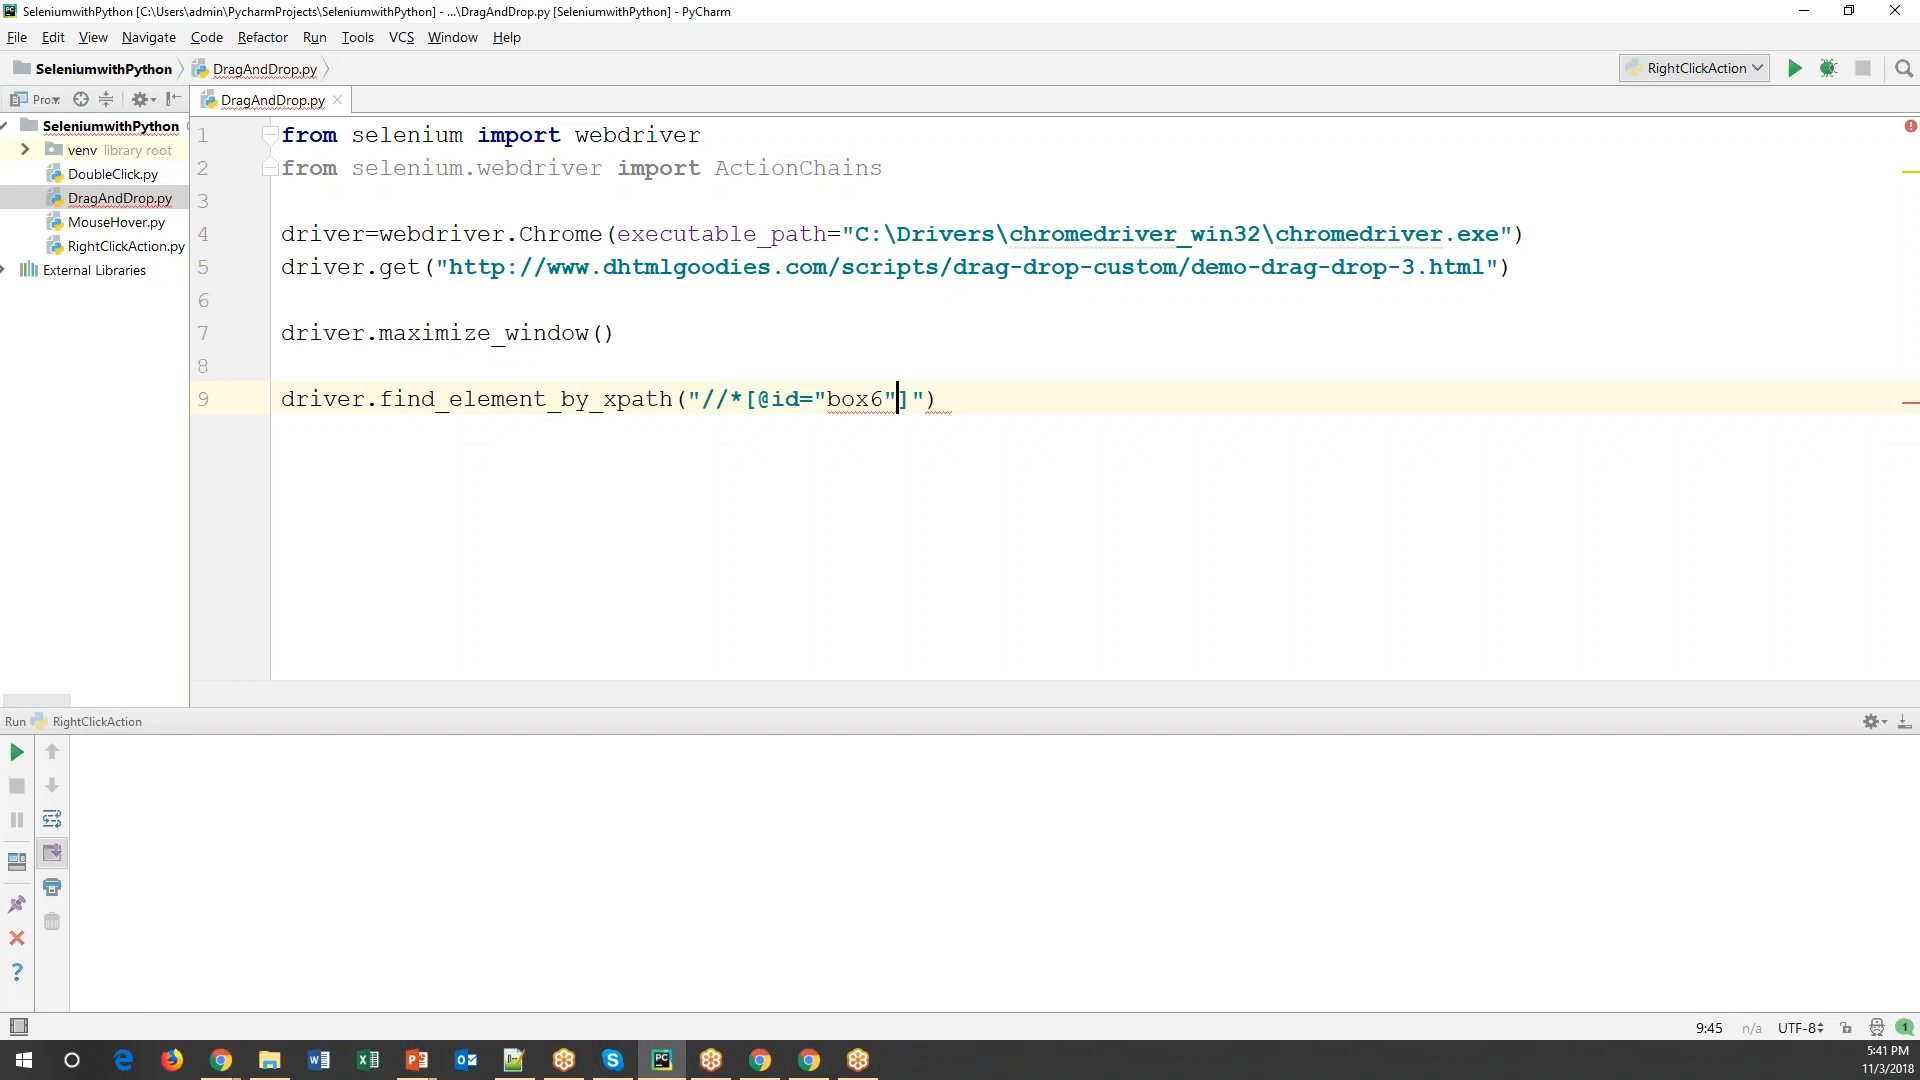 SeleniumwithPython [C:\Users\admin\PycharmProjects\SeleniumwithPython] - ...\DragAndDrop.py [SeleniumwithPython] - PyCharm
File Edit View Navigate Code Refactor Run Tools VCS Window Help
SeleniumwithPython DragAndDrop.py RightClickAction
Pro DragAndDrop.py
SeleniumwithPython
venv library root
DoubleClick.py
DragAndDrop.py
MouseHover.py
RightClickAction.py
External Libraries
1 from selenium import webdriver
2 from selenium.webdriver import ActionChains
3
4 driver=webdriver.Chrome(executable_path="C:\Drivers\chromedriver_win32\chromedriver.exe")
5 driver.get("http://www.dhtmlgoodies.com/scripts/drag-drop-custom/demo-drag-drop-3.html")
6
7 driver.maximize_window()
8
9 driver.find_element_by_xpath("//*[@id="box6"]")
Run RightClickAction
9:45 n/a UTF-8 1
5:41 PM
11/3/2018